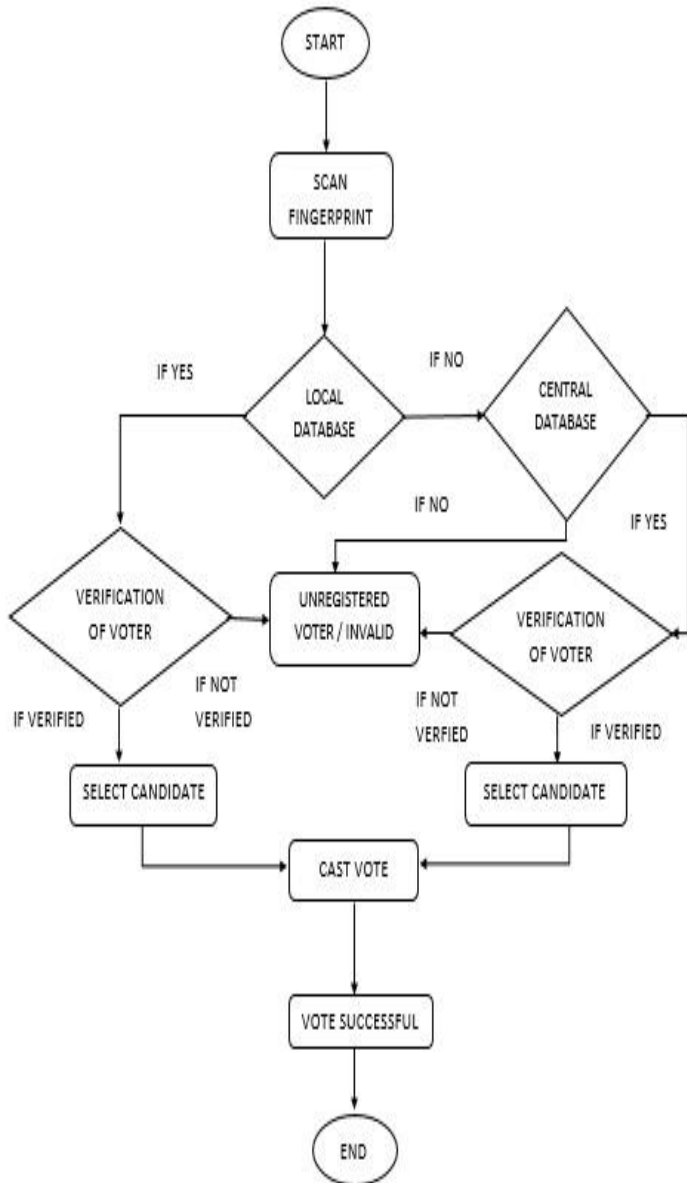 START
SCAN
FINGERPRINT
IF YES
LOCAL
DATABASE
IF NO
CENTRAL
DATABASE
IF NO
IF YES
VERIFICATION
OF VOTER
UNREGISTERED
VOTER / INVALID
VERIFICATION
OF VOTER
IF VERIFIED
IF NOT
VERIFIED
IF NOT
VERFIED
IF VERIFIED
SELECT CANDIDATE
SELECT CANDIDATE
CAST VOTE
VOTE SUCCESSFUL
END